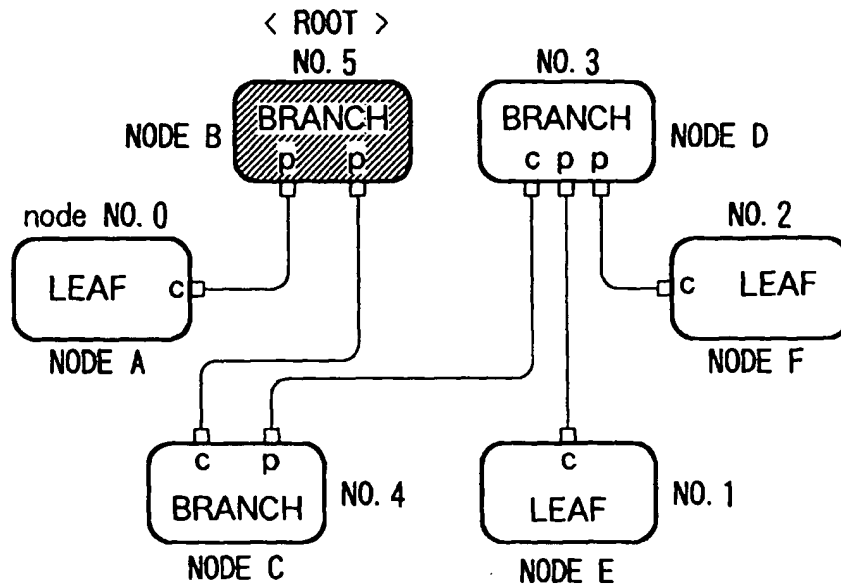 < ROOT >
NO. 5
NO. 3
BRANCH
p p
NODE B
BRANCH
c p p
NODE D
node NO. 0
LEAF c
NODE A
NO. 2
c LEAF
NODE F
c p
BRANCH
NO. 4
NODE C
c
LEAF
NO. 1
NODE E